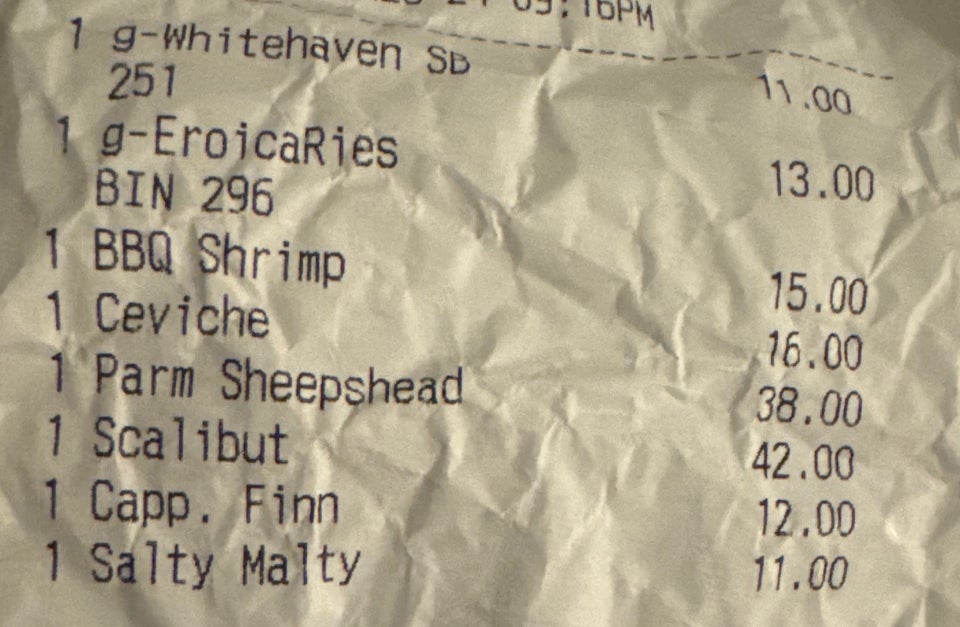 09:16PM
1 g-Whitehaven SB
251 11.00
1 g-EroicaRies
BIN 296 13.00
1 BBQ Shrimp 15.00
1 Ceviche 16.00
1 Parm Sheepshead 38.00
1 Scalibut 42.00
1 Capp. Finn 12.00
1 Salty Malty 11.00